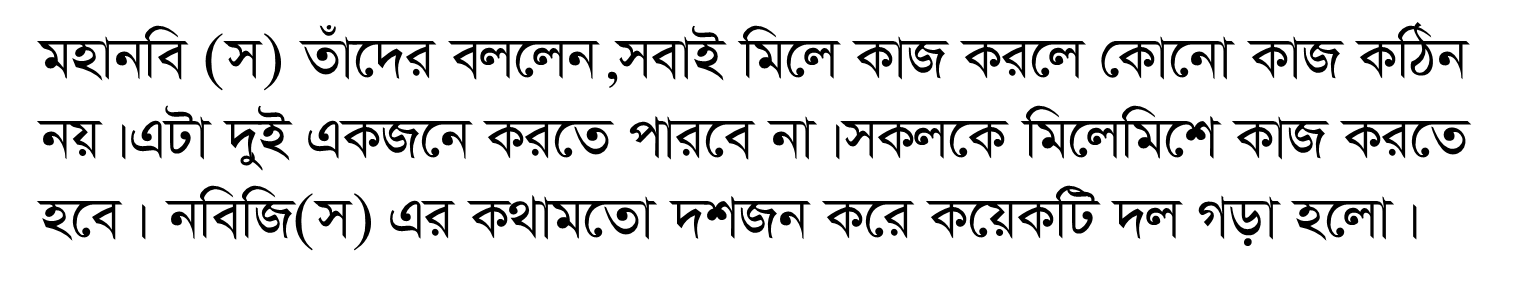 মহানবি (স) তাঁদের বললেন ,সবাই মিলে কাজ করলে কোনো কাজ কঠিন
নয় ।এটা দুই একজনে করতে পারবে না ।সকলকে মিলেমিশে কাজ করতে
হবে । নবিজি(স) এর কথামতো দশজন করে কয়েকটি দল গড়া হলো ।